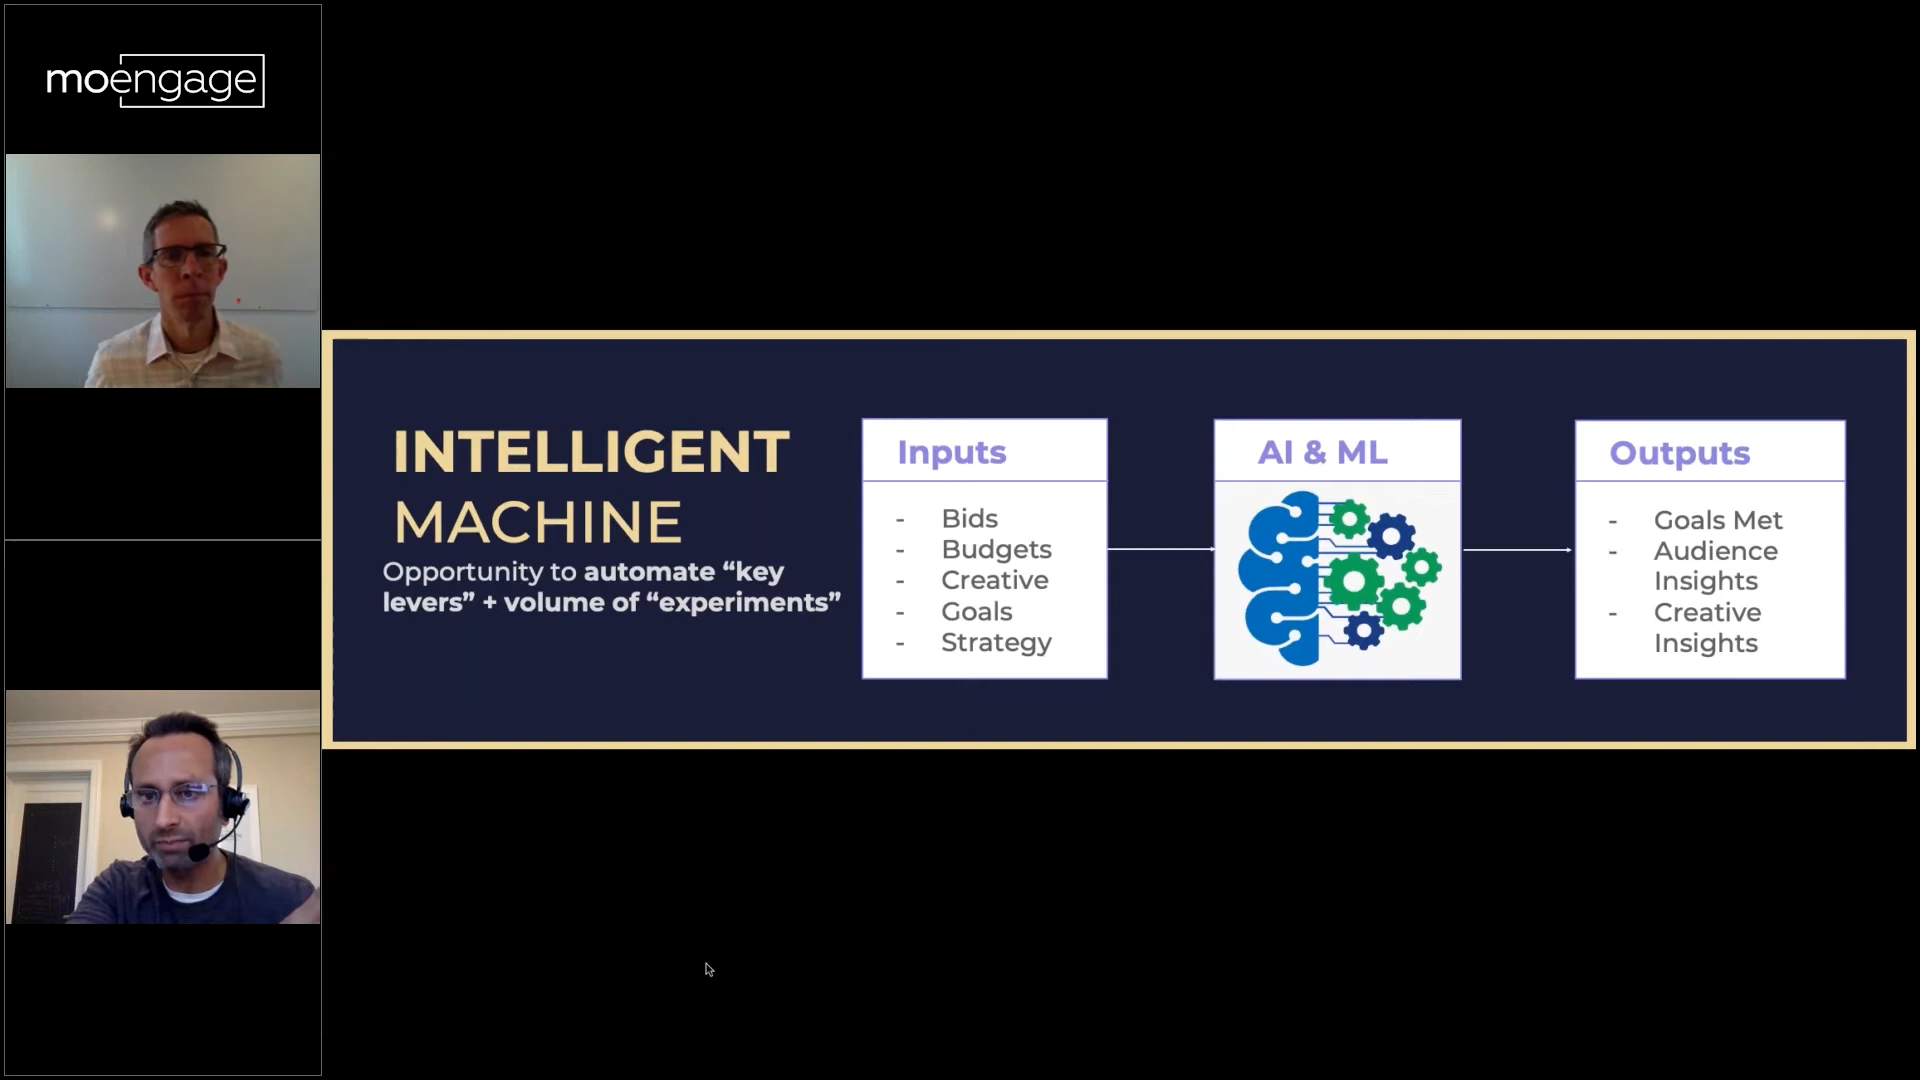 moengage
INTELLIGENT
MACHINE
Opportunity to automate “key
levers” + volume of “experiments”
Inputs
- Bids
- Budgets
- Creative
- Goals
- Strategy
AI & ML
Outputs
- Goals Met
- Audience
Insights
- Creative
Insights